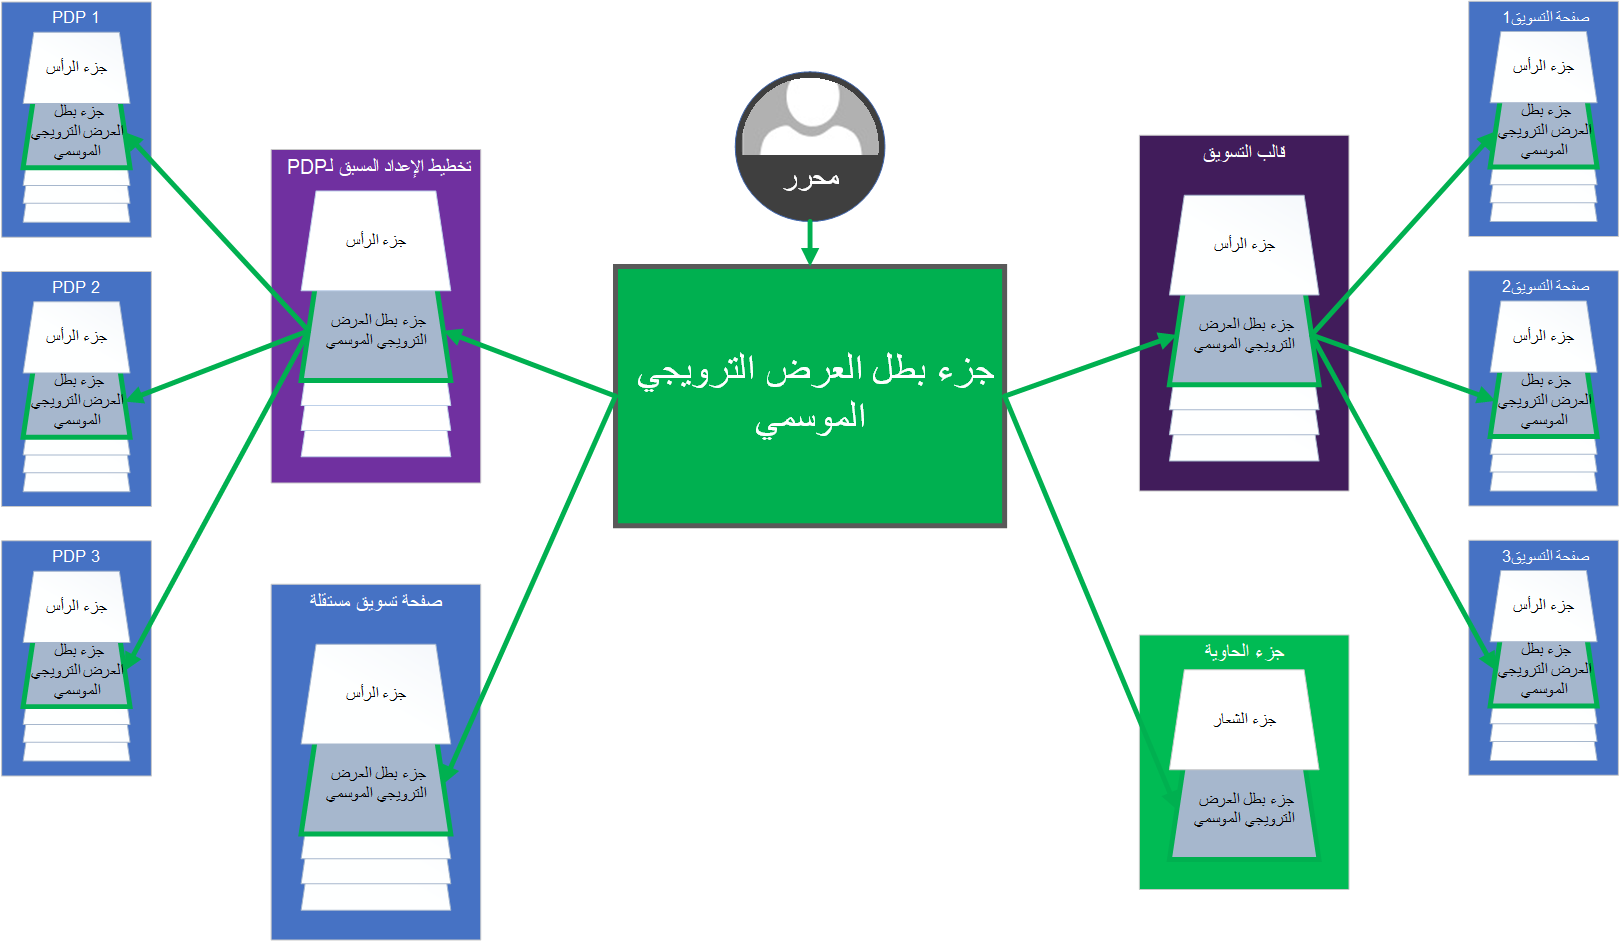 صفحة التسويق1
جزء الرأس
جزء بطل
العرض الترويجي
الموسمي
صفحة التسويق2
جزء الرأس
جزء بطل
العرض الترويجي
الموسمي
صفحة التسويق3
جزء الرأس
جزء بطل
العرض الترويجي
الموسمي
قالب التسويق
جزء الرأس
جزء بطل العرض
الترويجي الموسمي
جزء الحاوية
جزء الشعار
جزء بطل العرض
الترويجي الموسمي
محرر
جزء بطل العرض الترويجي
الموسمي
تخطيط الإعداد المسبق لـPDP
جزء الرأس
جزء بطل العرض
الترويجي الموسمي
صفحة تسويق مستقلة
جزء الرأس
جزء بطل العرض
الترويجي الموسمي
PDP 1
جزء الرأس
جزء بطل
العرض الترويجي
الموسمي
PDP 2
جزء الرأس
جزء بطل
العرض الترويجي
الموسمي
PDP 3
جزء الرأس
جزء بطل
العرض الترويجي
الموسمي